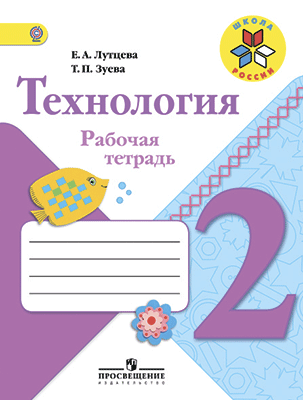 Е. А. Лутцева
Т. П. Зуева
ШКОЛА
РОССИИ
Технология
Рабочая
тетрадь
2
ПРОСВЕЩЕНИЕ
ИЗДАТЕЛЬСТВО